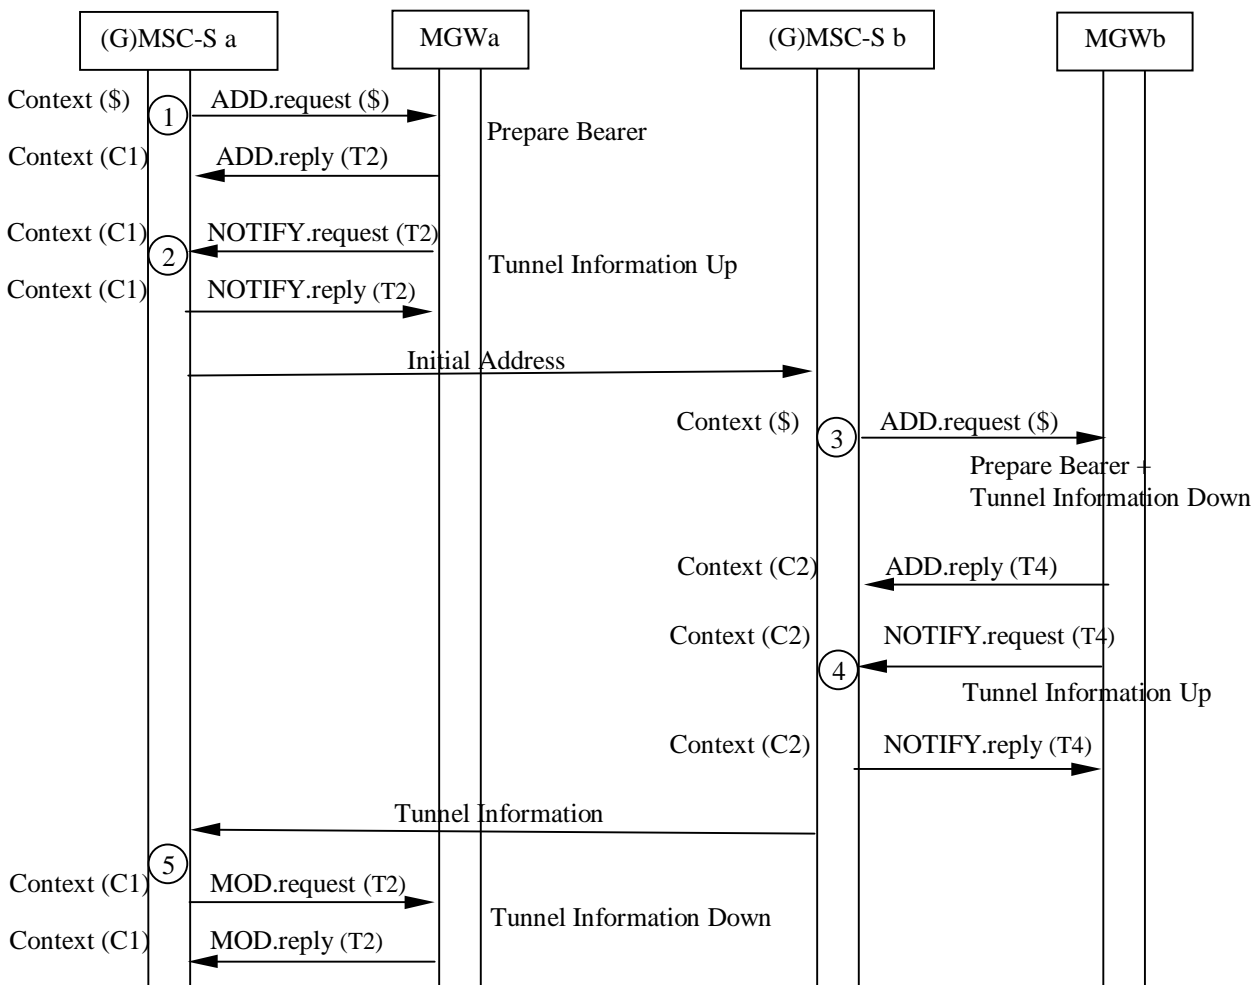 (G)MSC-S a
MGWa
(G)MSC-S b
MGWb
Context ($)
1
ADD.request ($)
Prepare Bearer
Context (C1)
ADD.reply (T2)
Context (C1)
2
NOTIFY.request (T2)
Tunnel Information Up
Context (C1)
NOTIFY.reply (T2)
Initial Address
Context ($)
3
ADD.request ($)
Prepare Bearer +
Tunnel Information Down
Context (C2)
ADD.reply (T4)
Context (C2)
NOTIFY.request (T4)
4
Tunnel Information Up
Context (C2)
NOTIFY.reply (T4)
Tunnel Information
5
Context (C1)
MOD.request (T2)
Tunnel Information Down
Context (C1)
MOD.reply (T2)